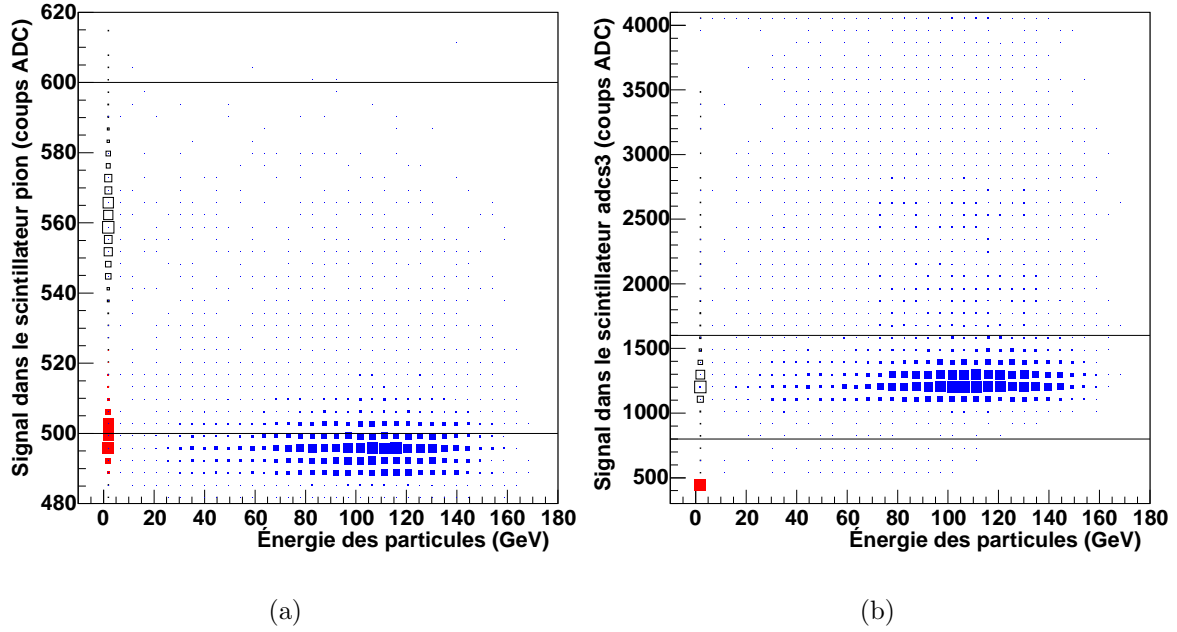 620
600
580
560
540
520
500
480
Signal dans le scintillateur pion (coups ADC)
0 20 40 60 80 100 120 140 160 180
Énergie des particules (GeV)
(a)
4000
3500
3000
2500
2000
1500
1000
500
Signal dans le scintillateur adcs3 (coups ADC)
0 20 40 60 80 100 120 140 160 180
Énergie des particules (GeV)
(b)